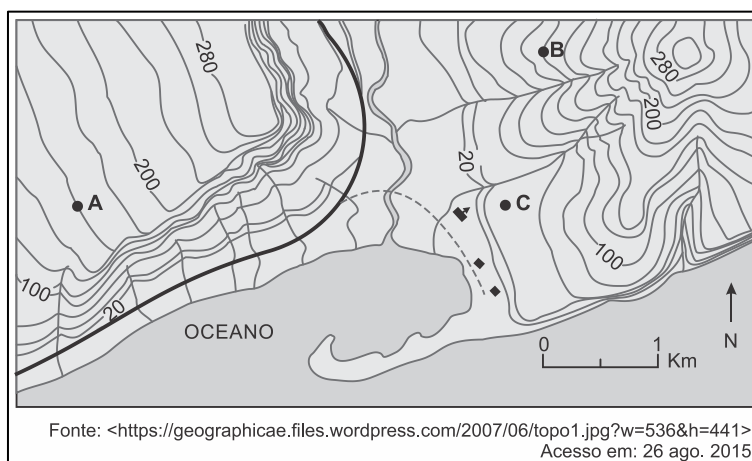 280
B
280
200
200
20
A
C
100
100
20
OCEANO
0 1
Km
N
Fonte: <https://geographicae.files.wordpress.com/2007/06/topo1.jpg?w=536&h=441>
Acesso em: 26 ago. 2015